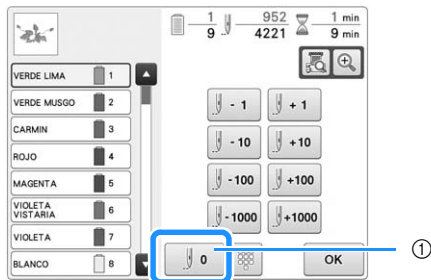 1 952 1 min
9 4221 9 min
VERDE LIMA 1
VERDE MUSGO 2
CARMIN 3
ROJO 4
MAGENTA 5
VIOLETA
VISTARIA 6
VIOLETA 7
BLANCO 8
- 1 + 1
- 10 +10
- 100 +100
- 1000 +1000
0 OK
①